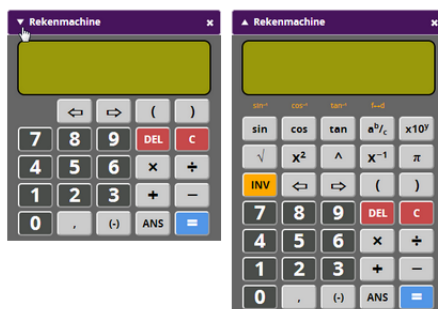 ▼ Rekenmachine ×
⇦ ⇨ ( )
7 8 9 DEL C
4 5 6 × ÷
1 2 3 + −
0 , (-) ANS =
▲ Rekenmachine ×
sin⁻¹ cos⁻¹ tan⁻¹
sin cos tan aᵇ/c x10ʸ
√ x² ^ x⁻¹ π
INV ⇦ ⇨ ( )
7 8 9 DEL C
4 5 6 × ÷
1 2 3 + −
0 , (-) ANS =